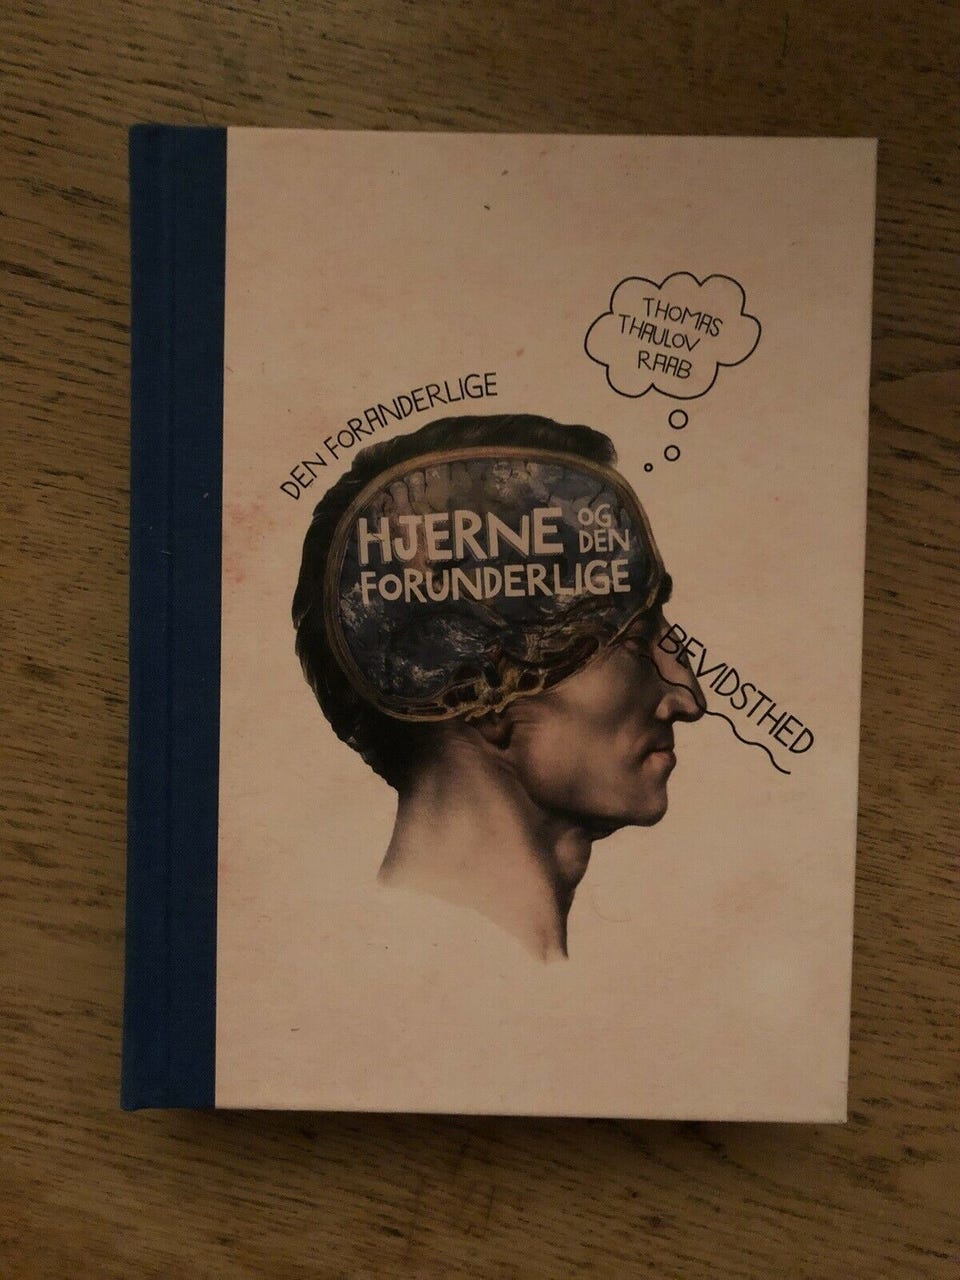 THOMAS
THAULOV
RAAB
DEN FORANDERLIGE
HJERNE OG DEN
FORUNDERLIGE
BEVIDSTHED